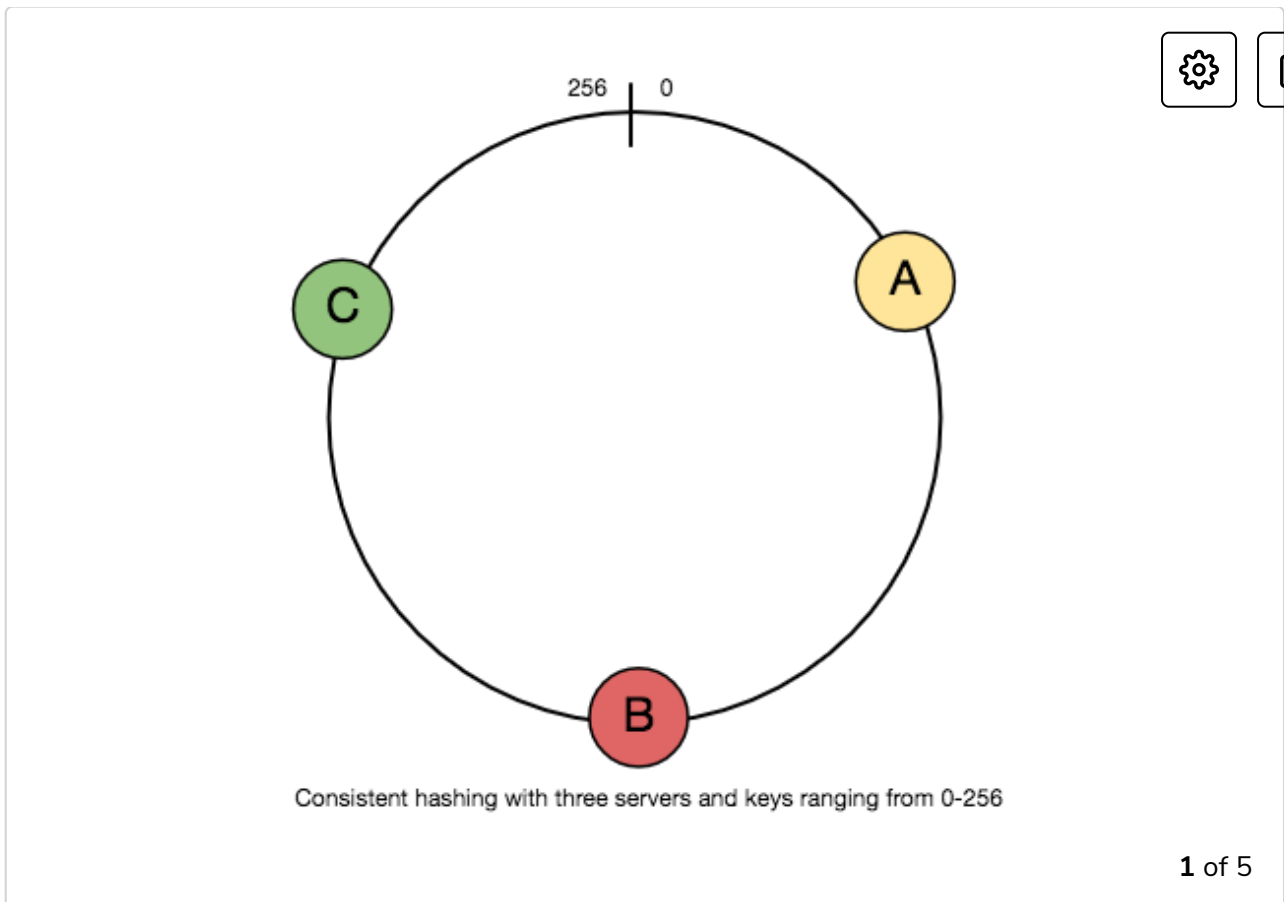 256 0
A
C
B
Consistent hashing with three servers and keys ranging from 0-256
1 of 5